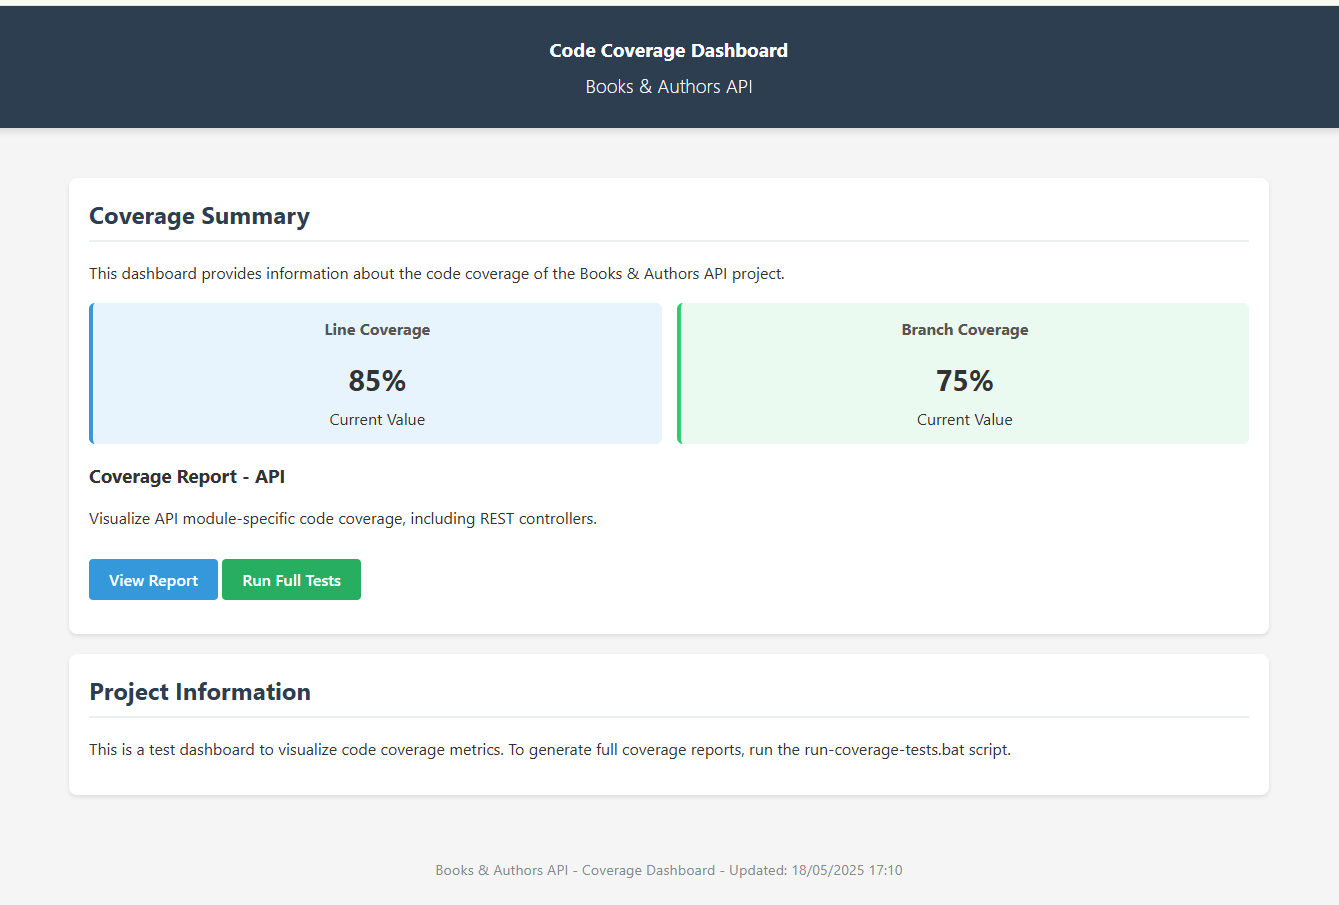 Code Coverage Dashboard
Books & Authors API
Coverage Summary
This dashboard provides information about the code coverage of the Books & Authors API project.
Line Coverage
85%
Current Value
Branch Coverage
75%
Current Value
Coverage Report - API
Visualize API module-specific code coverage, including REST controllers.
View Report
Run Full Tests
Project Information
This is a test dashboard to visualize code coverage metrics. To generate full coverage reports, run the run-coverage-tests.bat script.
Books & Authors API - Coverage Dashboard - Updated: 18/05/2025 17:10